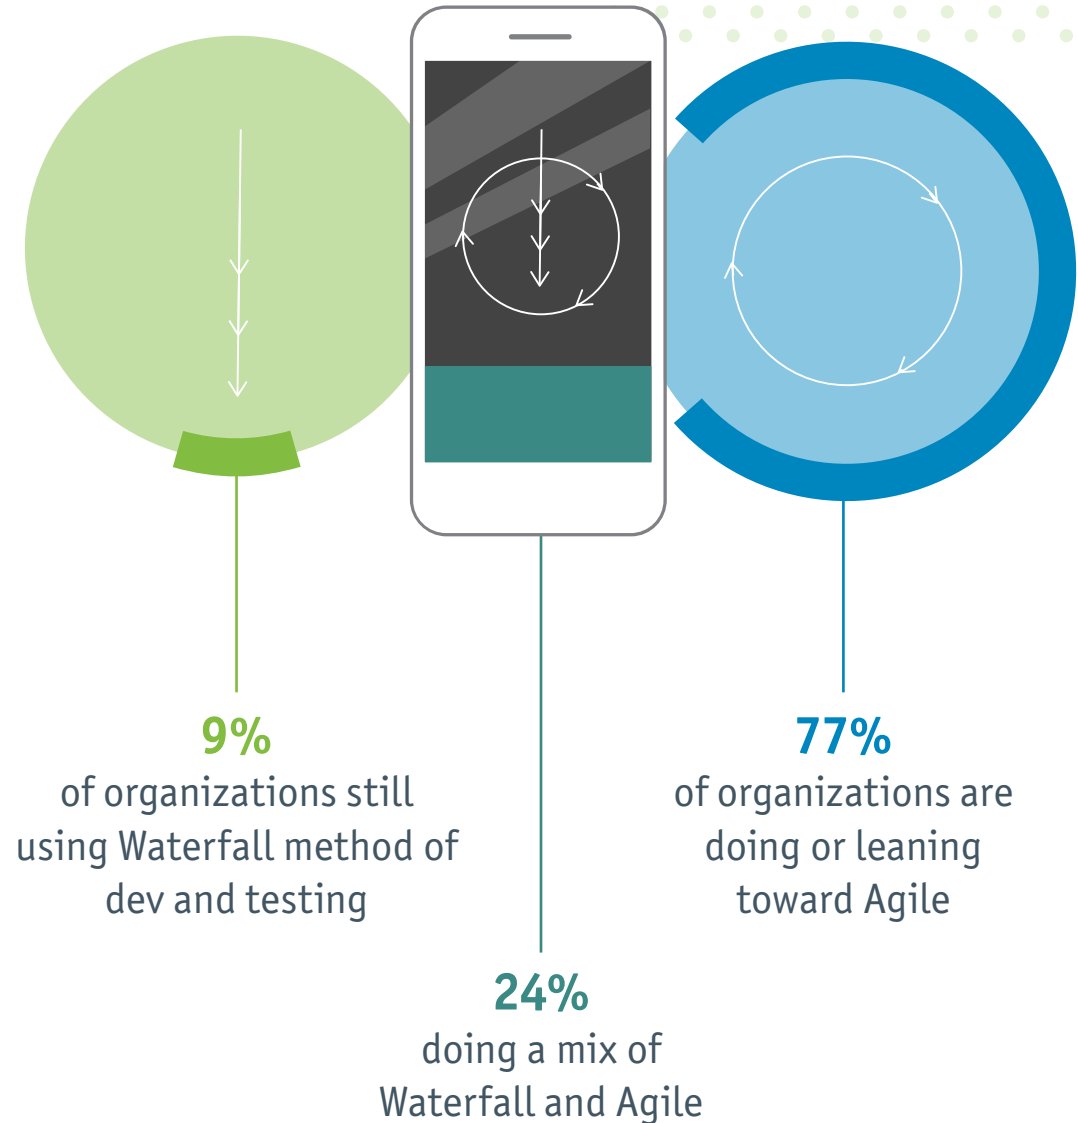 9%
of organizations still
using Waterfall method of
dev and testing
77%
of organizations are
doing or leaning
toward Agile
24%
doing a mix of
Waterfall and Agile